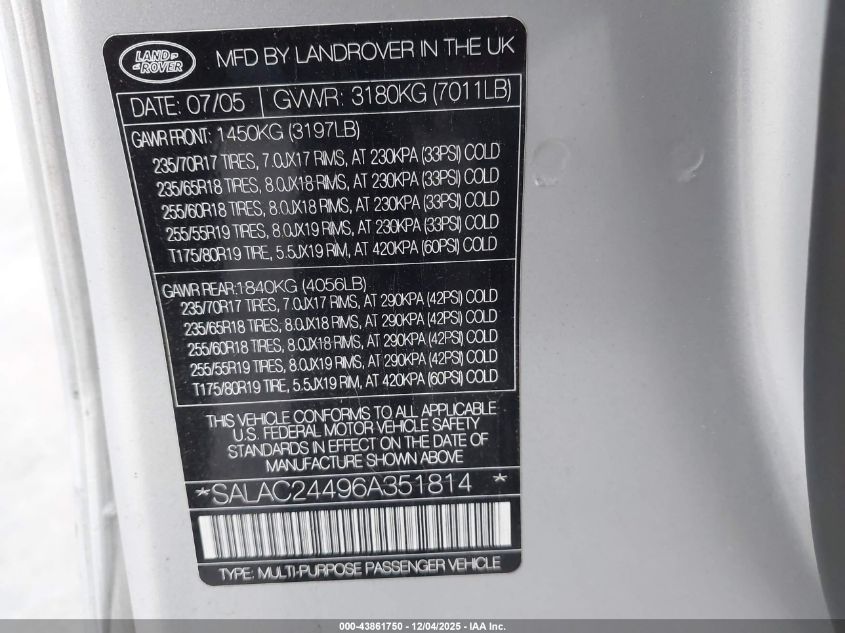 LAND-
-ROVER
MFD BY LANDROVER IN THE UK
DATE: 07/05 GVWR: 3180KG (7011LB)
GAWR FRONT: 1450KG (3197LB)
235/70R17 TIRES, 7.0JX17 RIMS, AT 230KPA (33PSI) COLD
235/65R18 TIRES, 8.0JX18 RIMS, AT 230KPA (33PSI) COLD
255/60R18 TIRES, 8.0JX18 RIMS, AT 230KPA (33PSI) COLD
255/55R19 TIRES, 8.0JX19 RIMS, AT 230KPA (33PSI) COLD
T175/80R19 TIRE, 5.5JX19 RIM, AT 420KPA (60PSI) COLD
GAWR REAR: 1840KG (4056LB)
235/70R17 TIRES, 7.0JX17 RIMS, AT 290KPA (42PSI) COLD
235/65R18 TIRES, 8.0JX18 RIMS, AT 290KPA (42PSI) COLD
255/60R18 TIRES, 8.0JX18 RIMS, AT 290KPA (42PSI) COLD
255/55R19 TIRES, 8.0JX19 RIMS, AT 290KPA (42PSI) COLD
T175/80R19 TIRE, 5.5JX19 RIM, AT 420KPA (60PSI) COLD
THIS VEHICLE CONFORMS TO ALL APPLICABLE
U.S. FEDERAL MOTOR VEHICLE SAFETY
STANDARDS IN EFFECT ON THE DATE OF
MANUFACTURE SHOWN ABOVE
*SALAC24496A351814 *
TYPE: MULTI-PURPOSE PASSENGER VEHICLE
000-43861750 - 12/04/2025 - IAA Inc.